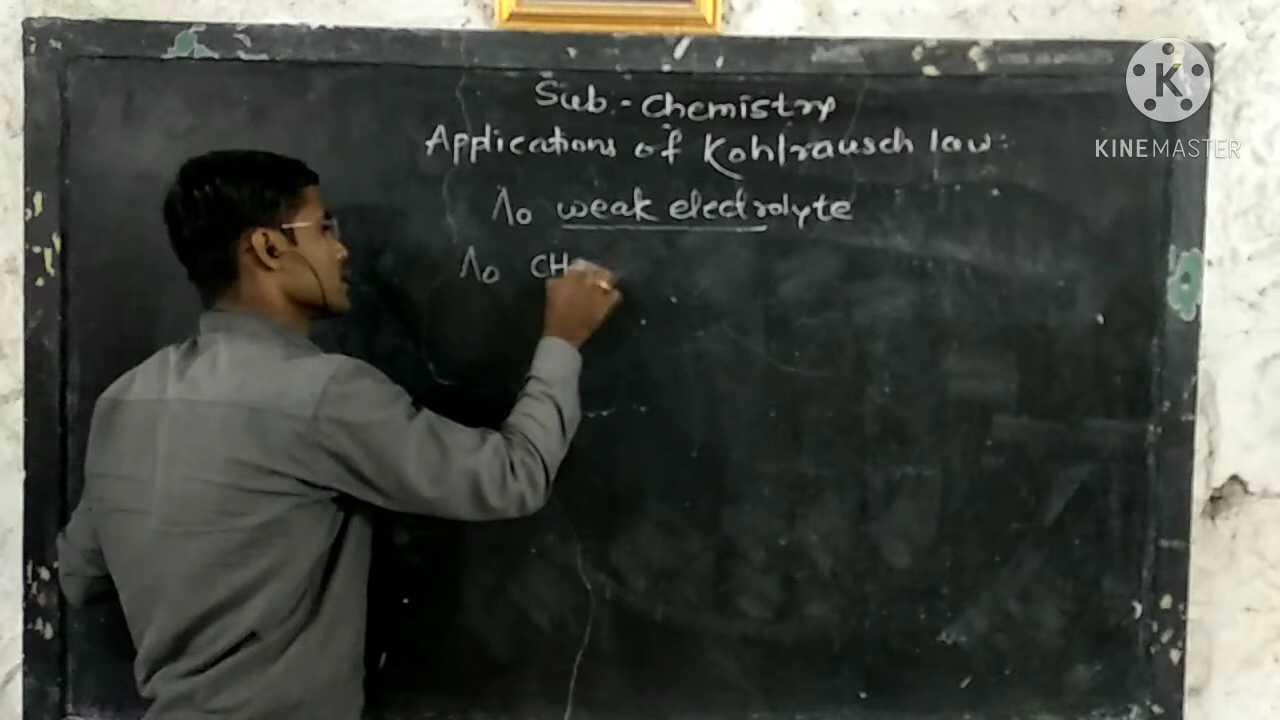 Sub.- Chemistry
Applications of Kohlrausch law:
Λo weak electrolyte
Λo CH
K
KINEMASTER